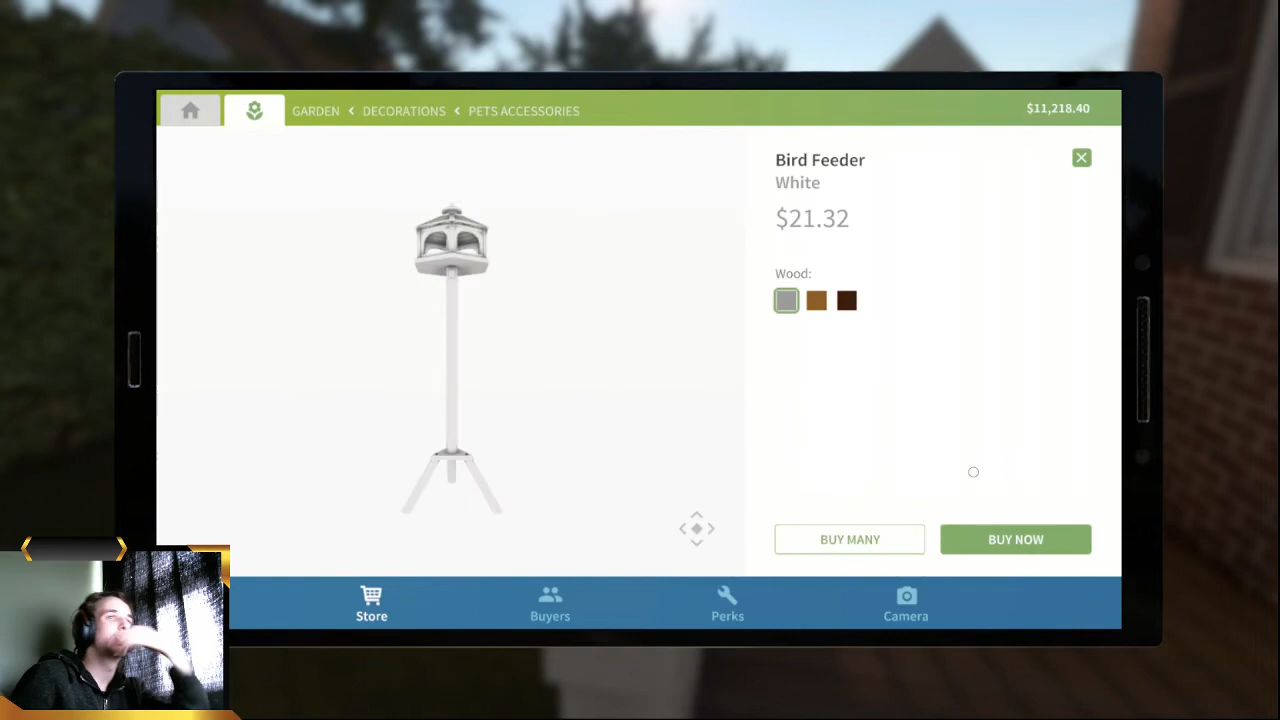 GARDEN < DECORATIONS < PETS ACCESSORIES
$11,218.40
Bird Feeder
White
$21.32
Wood:
BUY MANY
BUY NOW
Store
Buyers
Perks
Camera